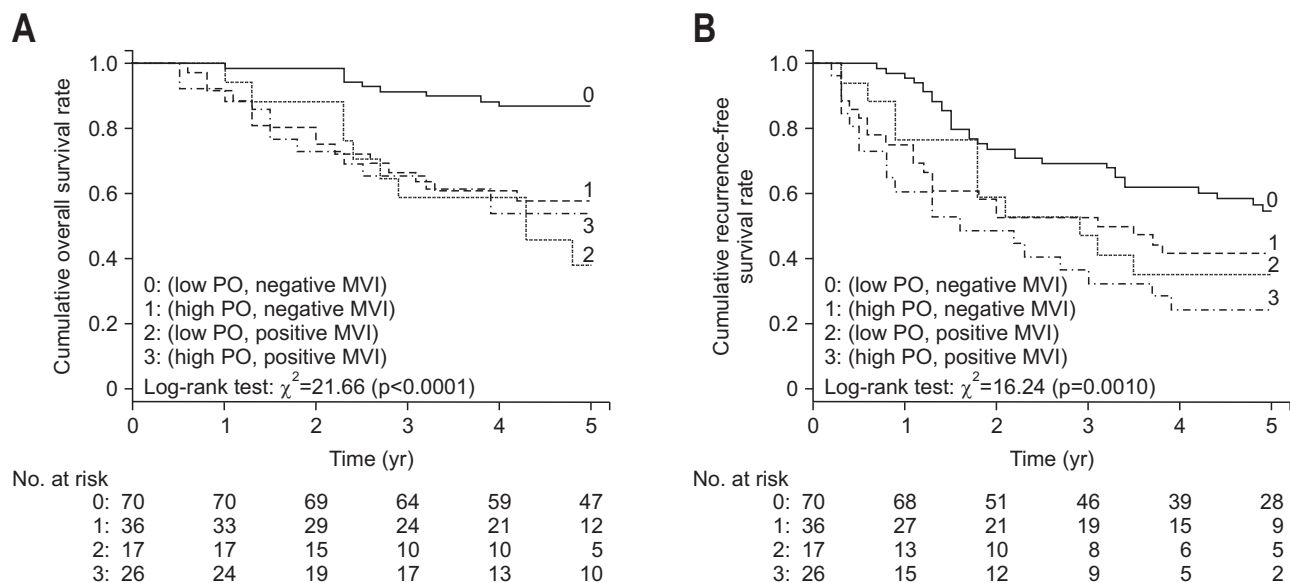 A
Cumulative overall survival rate
1.0
0.8
0.6
0.4
0.2
0
0
1
3
2
0: (low PO, negative MVI)
1: (high PO, negative MVI)
2: (low PO, positive MVI)
3: (high PO, positive MVI)
Log-rank test: χ²=21.66 (p<0.0001)
0 1 2 3 4 5
Time (yr)
No. at risk
0: 70 70 69 64 59 47
1: 36 33 29 24 21 12
2: 17 17 15 10 10 5
3: 26 24 19 17 13 10
B
Cumulative recurrence-free
survival rate
1.0
0.8
0.6
0.4
0.2
0
0
1
2
3
0: (low PO, negative MVI)
1: (high PO, negative MVI)
2: (low PO, positive MVI)
3: (high PO, positive MVI)
Log-rank test: χ²=16.24 (p=0.0010)
0 1 2 3 4 5
Time (yr)
No. at risk
0: 70 68 51 46 39 28
1: 36 27 21 19 15 9
2: 17 13 10 8 6 5
3: 26 15 12 9 5 2